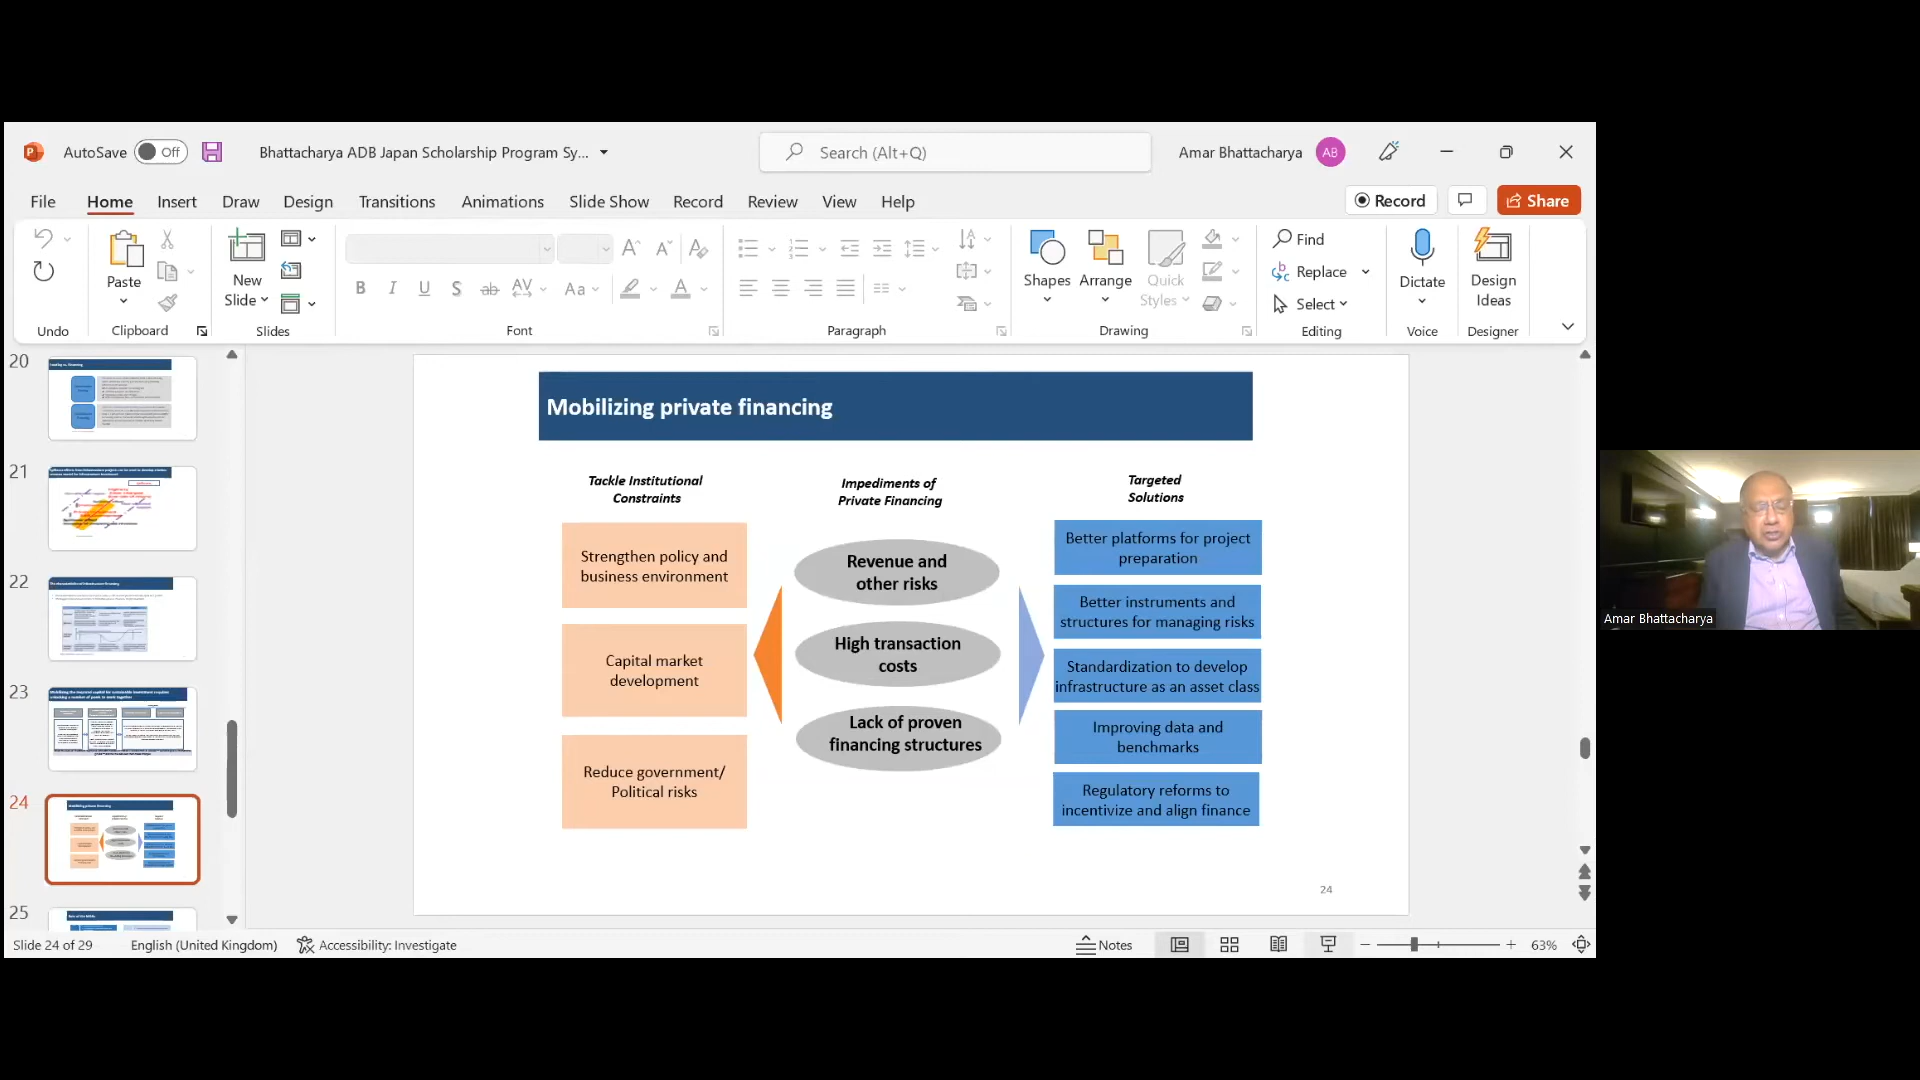 AutoSave Off
Bhattacharya ADB Japan Scholarship Program Sy...
Search (Alt+Q)
Amar Bhattacharya AB
File Home Insert Draw Design Transitions Animations Slide Show Record Review View Help
Record
Share
Paste
New
Slide
Shapes
Arrange
Quick
Styles
Find
Replace
Select
Dictate
Design
Ideas
Undo Clipboard Slides Font Paragraph Drawing Editing Voice Designer
20
21
22
23
24
25
Mobilizing private financing
Tackle Institutional
Constraints
Strengthen policy and
business environment
Capital market
development
Reduce government/
Political risks
Impediments of
Private Financing
Revenue and
other risks
High transaction
costs
Lack of proven
financing structures
Targeted
Solutions
Better platforms for project
preparation
Better instruments and
structures for managing risks
Standardization to develop
infrastructure as an asset class
Improving data and
benchmarks
Regulatory reforms to
incentivize and align finance
24
Amar Bhattacharya
Slide 24 of 29 English (United Kingdom) Accessibility: Investigate Notes 63%